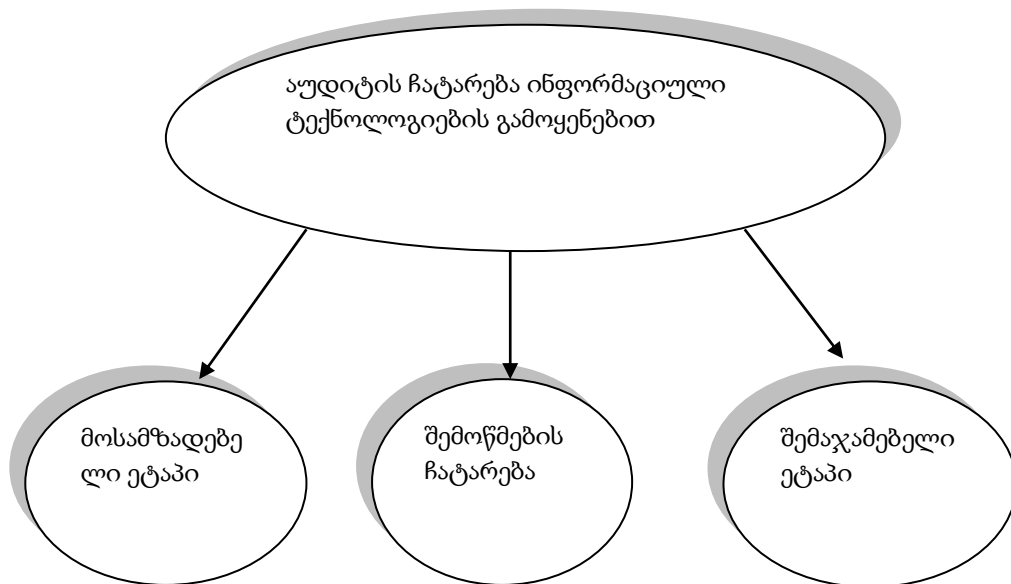 აუდიტის ჩატარება ინფორმაციული
ტექნოლოგიების გამოყენებით
მოსამზადებე
ლი ეტაპი
შემოწმების
ჩატარება
შემაჯამებელი
ეტაპი